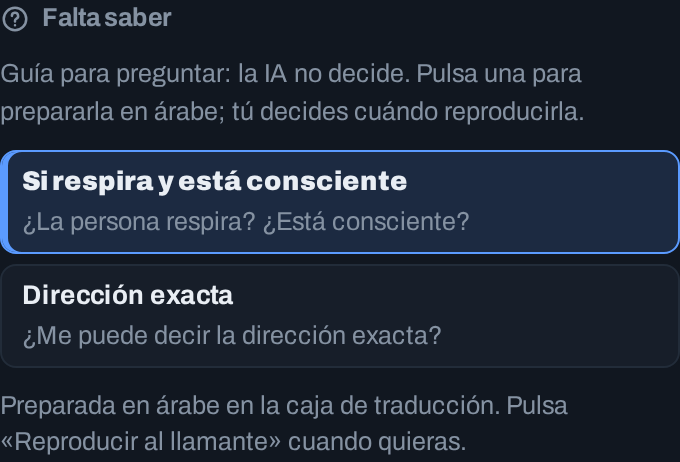 Falta saber
Guía para preguntar: la IA no decide. Pulsa una para
prepararla en árabe; tú decides cuándo reproducirla.
Si respira y está consciente
¿La persona respira? ¿Está consciente?
Dirección exacta
¿Me puede decir la dirección exacta?
Preparada en árabe en la caja de traducción. Pulsa
«Reproducir al llamante» cuando quieras.